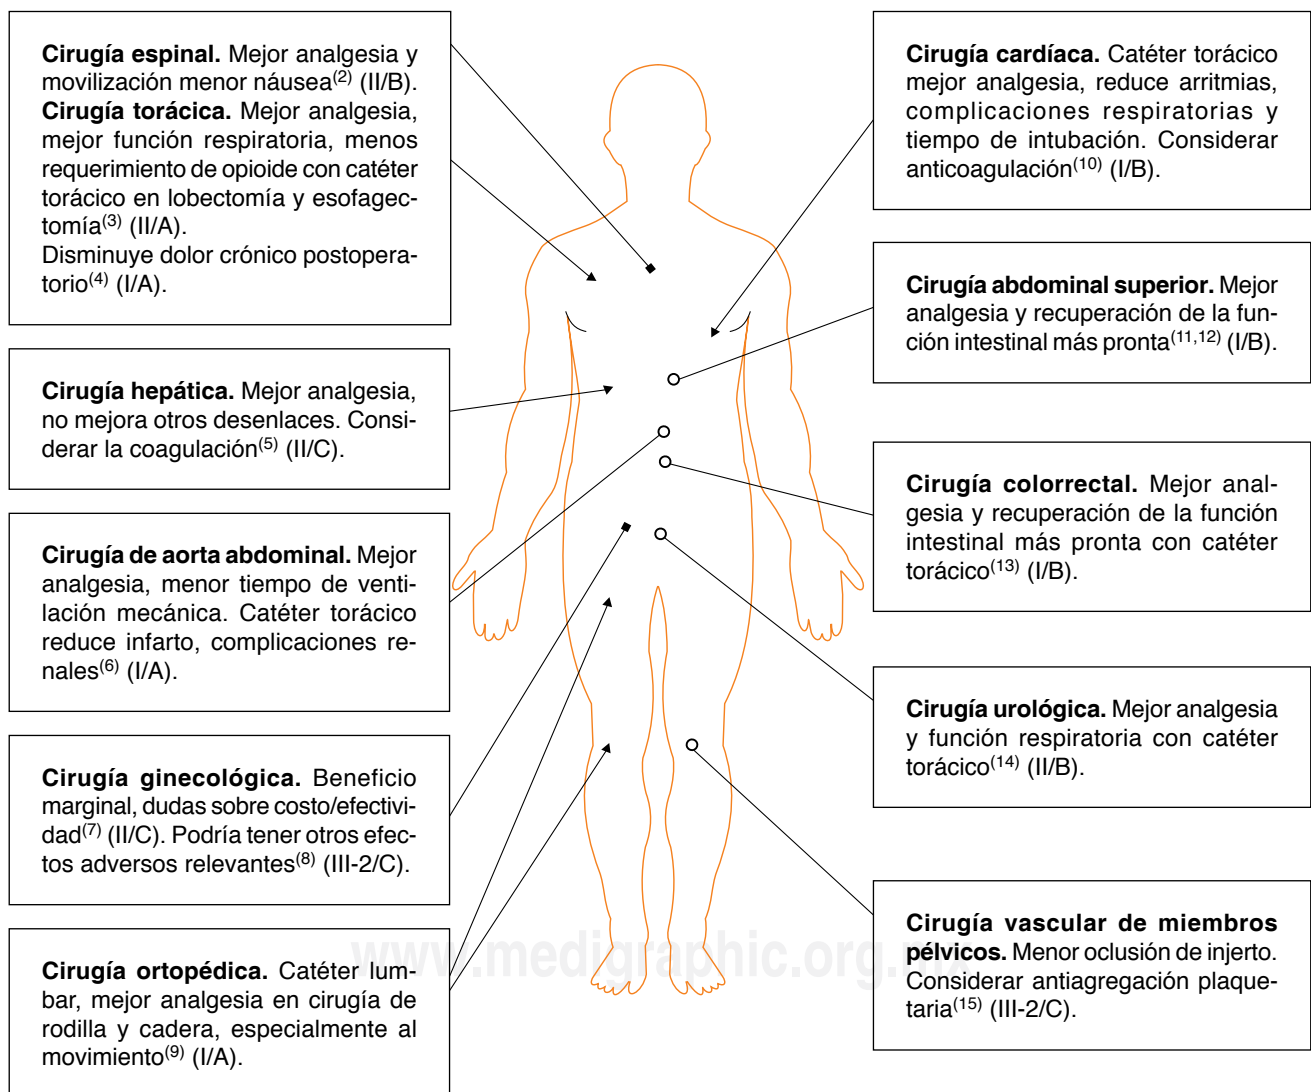 Cirugía espinal. Mejor analgesia y
movilización menor náusea(2) (II/B).
Cirugía torácica. Mejor analgesia,
mejor función respiratoria, menos
requerimiento de opioide con catéter
torácico en lobectomía y esofagec-
tomía(3) (II/A).
Disminuye dolor crónico postopera-
torio(4) (I/A).
Cirugía hepática. Mejor analgesia,
no mejora otros desenlaces. Consi-
derar la coagulación(5) (II/C).
Cirugía de aorta abdominal. Mejor
analgesia, menor tiempo de venti-
lación mecánica. Catéter torácico
reduce infarto, complicaciones re-
nales(6) (I/A).
Cirugía ginecológica. Beneficio
marginal, dudas sobre costo/efectivi-
dad(7) (II/C). Podría tener otros efec-
tos adversos relevantes(8) (III-2/C).
Cirugía ortopédica. Catéter lum-
bar, mejor analgesia en cirugía de
rodilla y cadera, especialmente al
movimiento(9) (I/A).
Cirugía cardíaca. Catéter torácico
mejor analgesia, reduce arritmias,
complicaciones respiratorias y
tiempo de intubación. Considerar
anticoagulación(10) (I/B).
Cirugía abdominal superior. Mejor
analgesia y recuperación de la fun-
ción intestinal más pronta(11,12) (I/B).
Cirugía colorrectal. Mejor anal-
gesia y recuperación de la función
intestinal más pronta con catéter
torácico(13) (I/B).
Cirugía urológica. Mejor analgesia
y función respiratoria con catéter
torácico(14) (II/B).
Cirugía vascular de miembros
pélvicos. Menor oclusión de injerto.
Considerar antiagregación plaque-
taria(15) (III-2/C).
www.medigraphic.org.mx